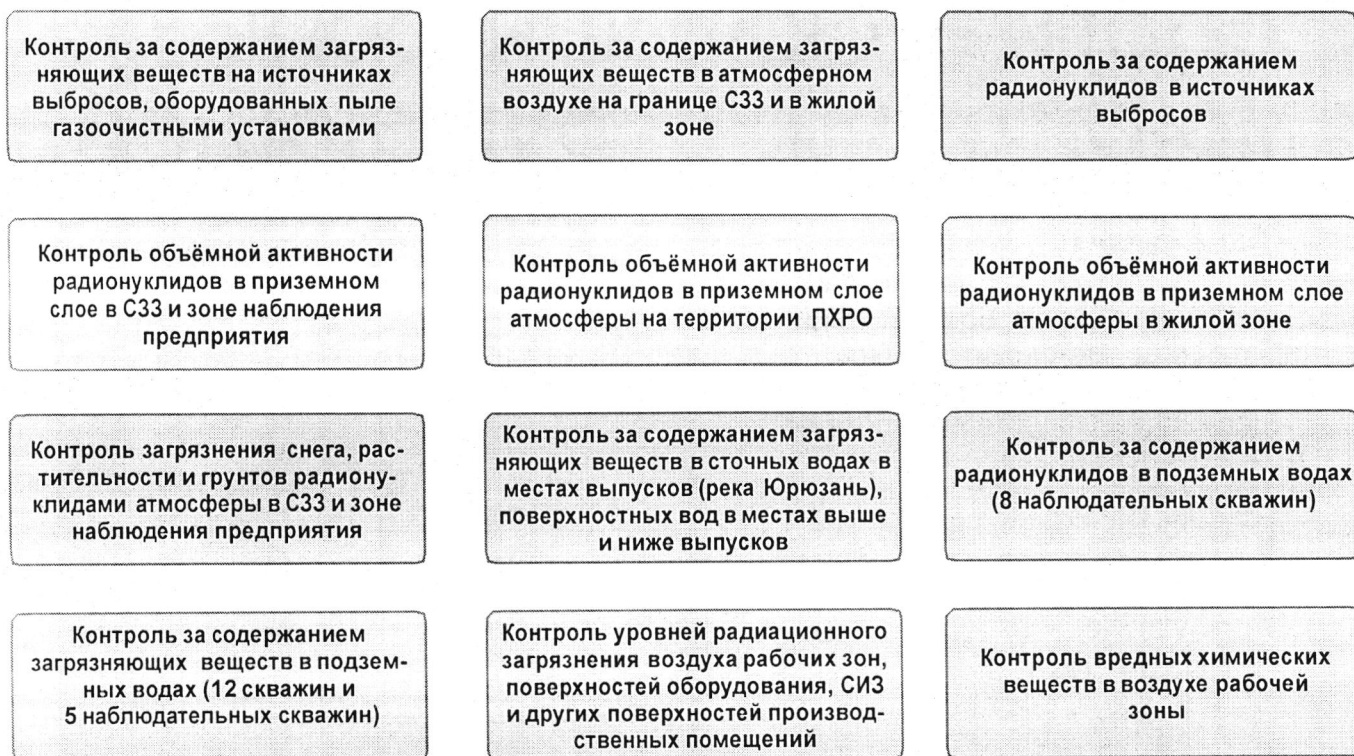 Контроль за содержанием загряз-
няющих веществ на источниках
выбросов, оборудованных пыле
газоочистными установками
Контроль за содержанием загряз-
няющих веществ в атмосферном
воздухе на границе СЗЗ и в жилой
зоне
Контроль за содержанием
радионуклидов в источниках
выбросов
Контроль объёмной активности
радионуклидов в приземном
слое в СЗЗ и зоне наблюдения
предприятия
Контроль объёмной активности
радионуклидов в приземном слое
атмосферы на территории ПХРО
Контроль объёмной активности
радионуклидов в приземном слое
атмосферы в жилой зоне
Контроль загрязнения снега, рас-
тительности и грунтов радиону-
клидами атмосферы в СЗЗ и зоне
наблюдения предприятия
Контроль за содержанием загряз-
няющих веществ в сточных водах в
местах выпусков (река Юрюзань),
поверхностных вод в местах выше
и ниже выпусков
Контроль за содержанием
радионуклидов в подземных водах
(8 наблюдательных скважин)
Контроль за содержанием
загрязняющих веществ в подзем-
ных водах (12 скважин и
5 наблюдательных скважин)
Контроль уровней радиационного
загрязнения воздуха рабочих зон,
поверхностей оборудования, СИЗ
и других поверхностей производ-
ственных помещений
Контроль вредных химических
веществ в воздухе рабочей
зоны